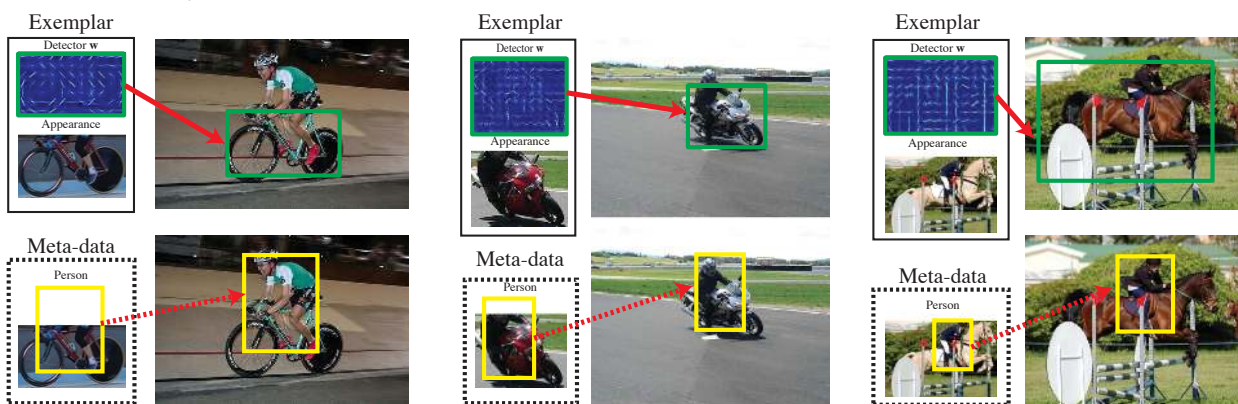 Exemplar
Detector w
Appearance
Meta-data
Person
Exemplar
Detector w
Appearance
Meta-data
Person
Exemplar
Detector w
Appearance
Meta-data
Person